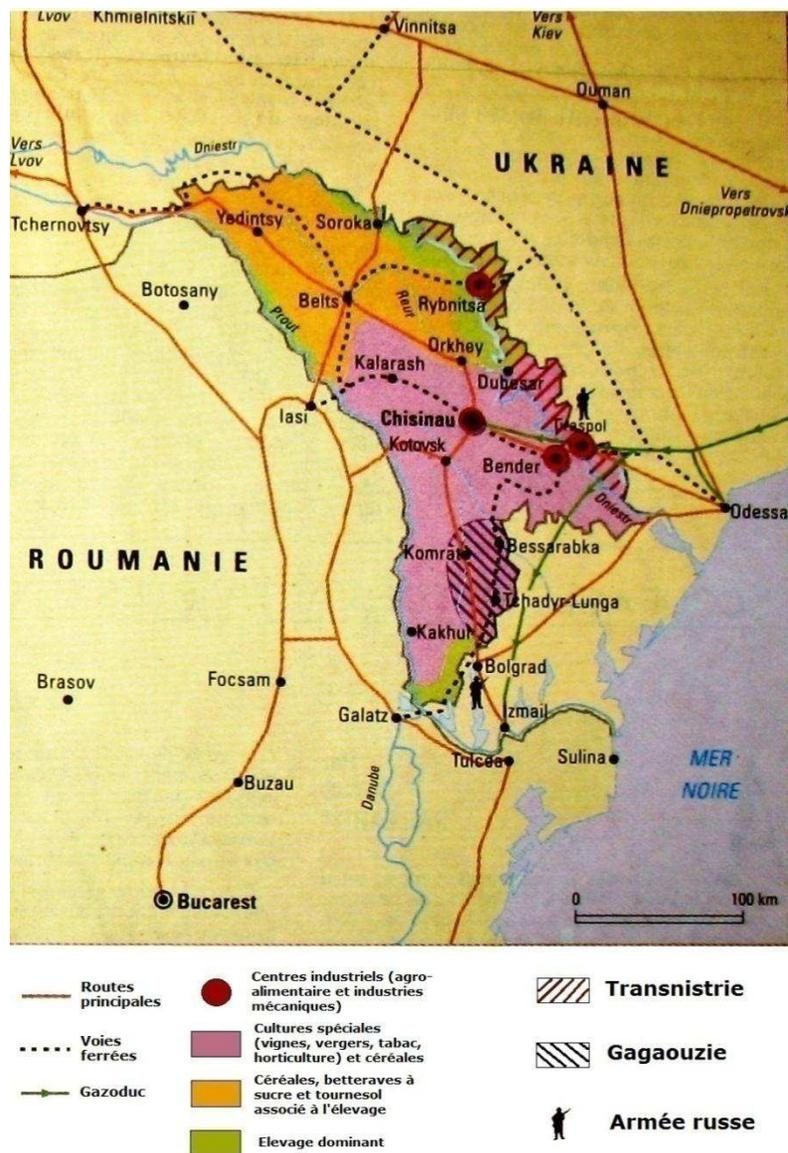 Vers
Lvov
Khmielnitskii
Vinnitsa
Vers
Kiev
Ouman
Vers
Lvov
Dniestr
UKRAINE
Vers
Dniepropetrovsk
Tchernovtsy
Yedintsy
Soroka
Botosany
Belts
Reut
Rybnitsa
Prout
Orkhey
Kalarash
Dubesar
Iasi
Chisinau
Tiraspol
Kotovsk
Bender
Dniestr
Odessa
ROUMANIE
Komrat
Bessarabka
Tchadyr-Lunga
Kakhul
Bolgrad
Brasov
Focsam
Galatz
Izmail
Tulcea
Sulina
MER
NOIRE
Buzau
Danube
Bucarest
0 100 km
Routes
principales
Centres industriels (agro-
alimentaire et industries
mécaniques)
Transnistrie
Voies
ferrées
Cultures spéciales
(vignes, vergers, tabac,
horticulture) et céréales
Gagaouzie
Gazoduc
Céréales, betteraves à
sucre et tournesol
associé à l'élevage
Armée russe
Elevage dominant